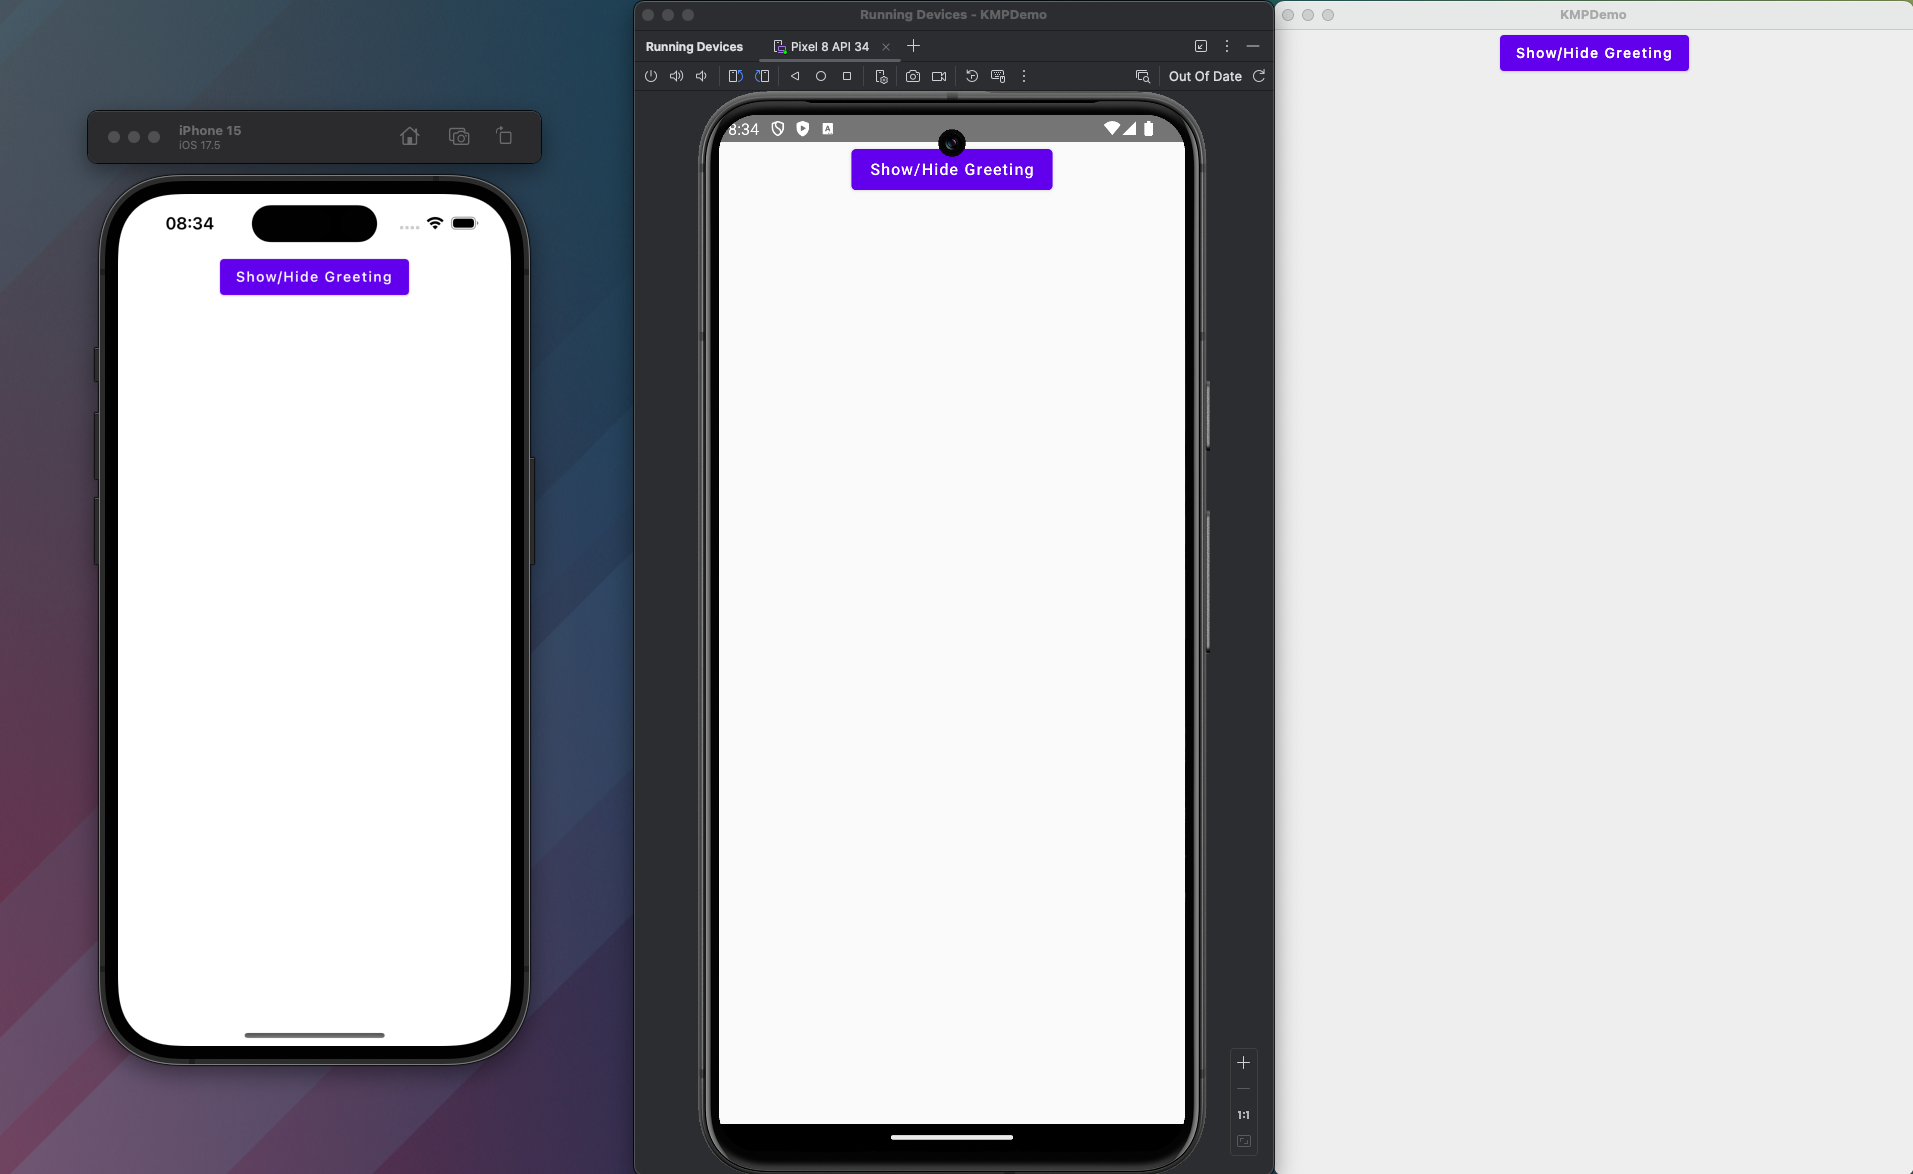 iPhone 15
iOS 17.5
08:34
Show/Hide Greeting
Running Devices - KMPDemo
Running Devices
Pixel 8 API 34
Out Of Date
8:34
A
Show/Hide Greeting
1:1
KMPDemo
Show/Hide Greeting